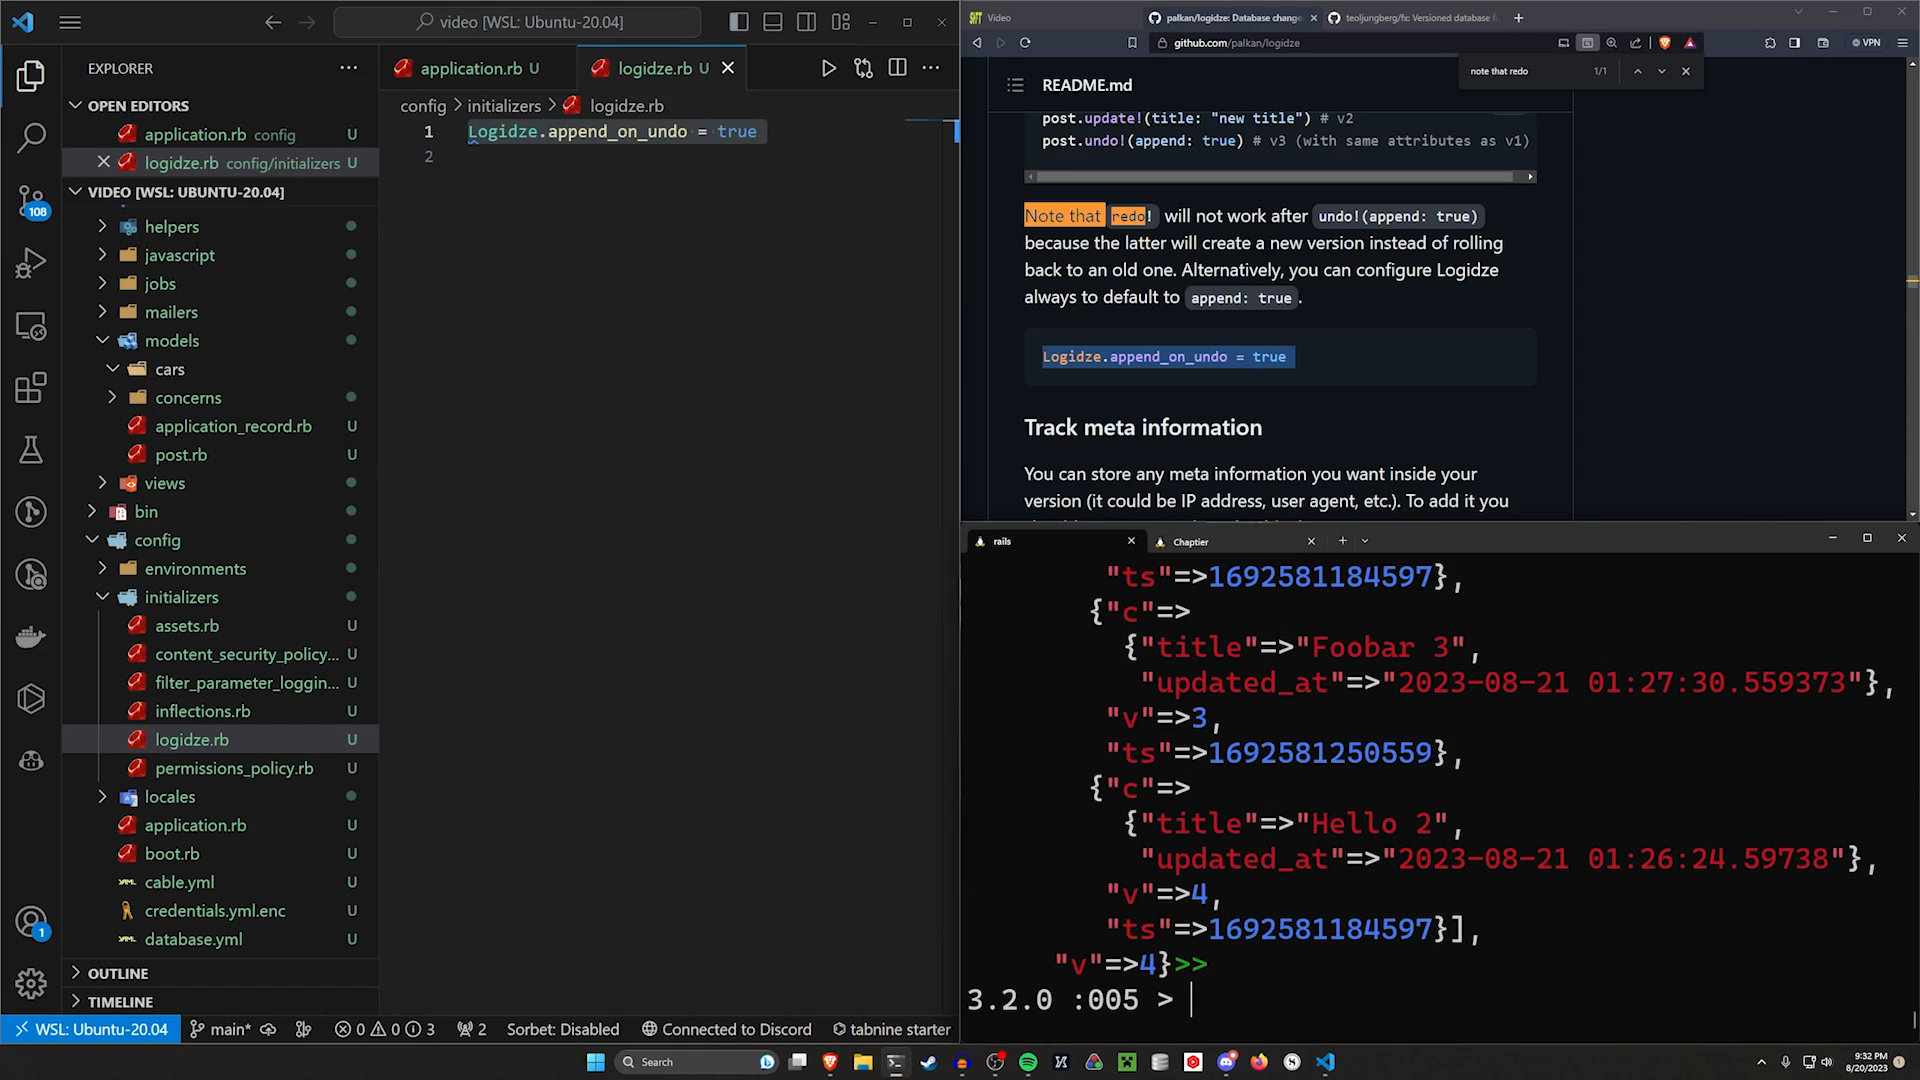 video [WSL: Ubuntu-20.04]
EXPLORER
OPEN EDITORS
application.rb config U
logidze.rb config/initializers U
VIDEO [WSL: UBUNTU-20.04]
helpers
javascript
jobs
mailers
models
cars
concerns
application_record.rb U
post.rb U
views
bin
config
environments
initializers
assets.rb U
content_security_policy... U
filter_parameter_loggin... U
inflections.rb U
logidze.rb U
permissions_policy.rb U
locales
application.rb U
boot.rb U
cable.yml U
credentials.yml.enc U
database.yml U
OUTLINE
TIMELINE
108
1
application.rb U
logidze.rb U
config > initializers > logidze.rb
1 Logidze.append_on_undo = true
2
WSL: Ubuntu-20.04 main* 0 0 3 2 Sorbet: Disabled Connected to Discord tabnine starter
Video
palkan/logidze: Database change
teoljungberg/fx: Versioned database
github.com/palkan/logidze
VPN
note that redo 1/1
README.md
post.update!(title: "new title") # v2
post.undo!(append: true) # v3 (with same attributes as v1)
Note that redo! will not work after undo!(append: true)
because the latter will create a new version instead of rolling
back to an old one. Alternatively, you can configure Logidze
always to default to append: true.
Logidze.append_on_undo = true
Track meta information
You can store any meta information you want inside your
version (it could be IP address, user agent, etc.). To add it you
rails
Chaptier
"ts"=>1692581184597},
{"c"=>
{"title"=>"Foobar 3",
"updated_at"=>"2023-08-21 01:27:30.559373"},
"v"=>3,
"ts"=>1692581250559},
{"c"=>
{"title"=>"Hello 2",
"updated_at"=>"2023-08-21 01:26:24.59738"},
"v"=>4,
"ts"=>1692581184597}],
"v"=>4}>>
3.2.0 :005 >
Search
9:32 PM
8/20/2023